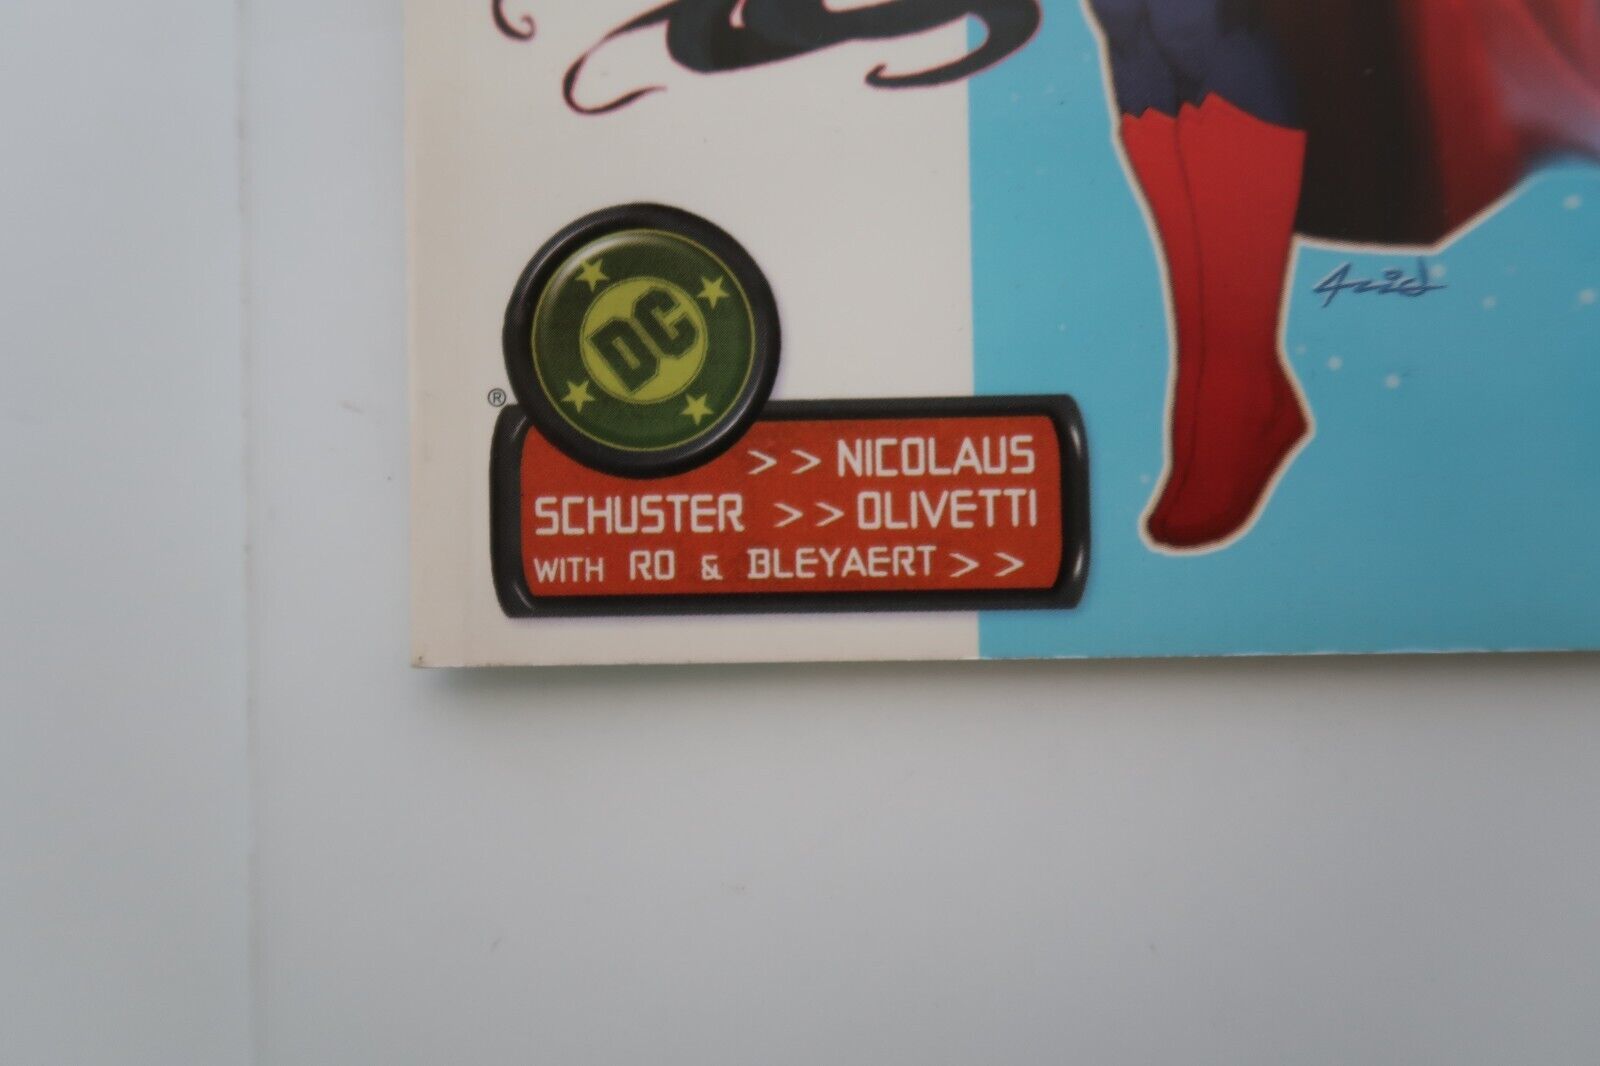 DC
®
>> NICOLAUS
SCHUSTER >> OLIVETTI
WITH RO & BLEYAERT >>